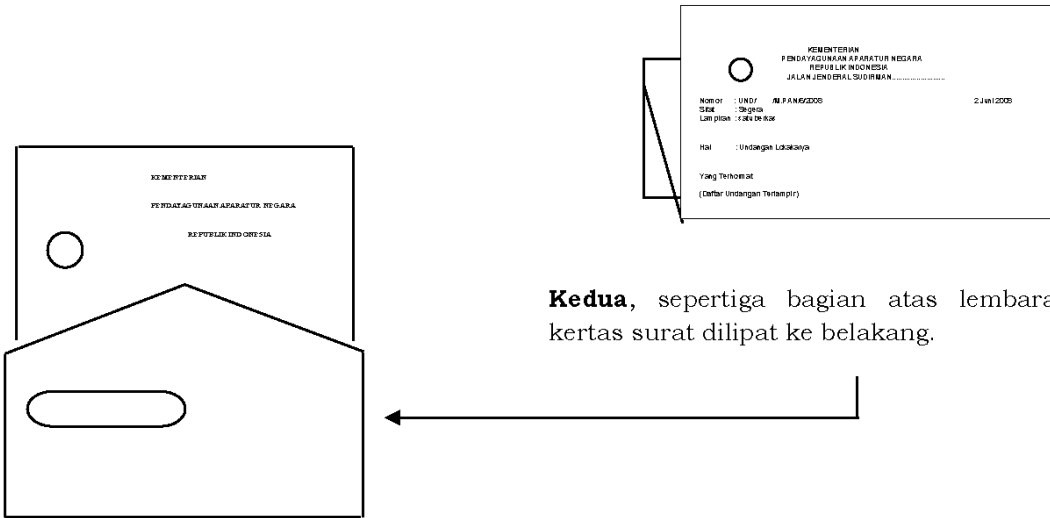 KEMENTERIAN
PENDAYAGUNAAN APARATUR NEGARA
REPUBLIK INDONESIA
JALAN JENDERAL SUDIRMAN........................
Nomor : UND/ /M.PAN/6/2008 2 Juni 2008
Sifat : Segera
Lampiran : satu berkas
Hal : Undangan Lokakarya
Yang Terhormat
(Daftar Undangan Terlampir)
KEMENTERIAN
PENDAYAGUNAAN APARATUR NEGARA
REPUBLIK INDONESIA
Kedua, sepertiga bagian atas lembara
kertas surat dilipat ke belakang.